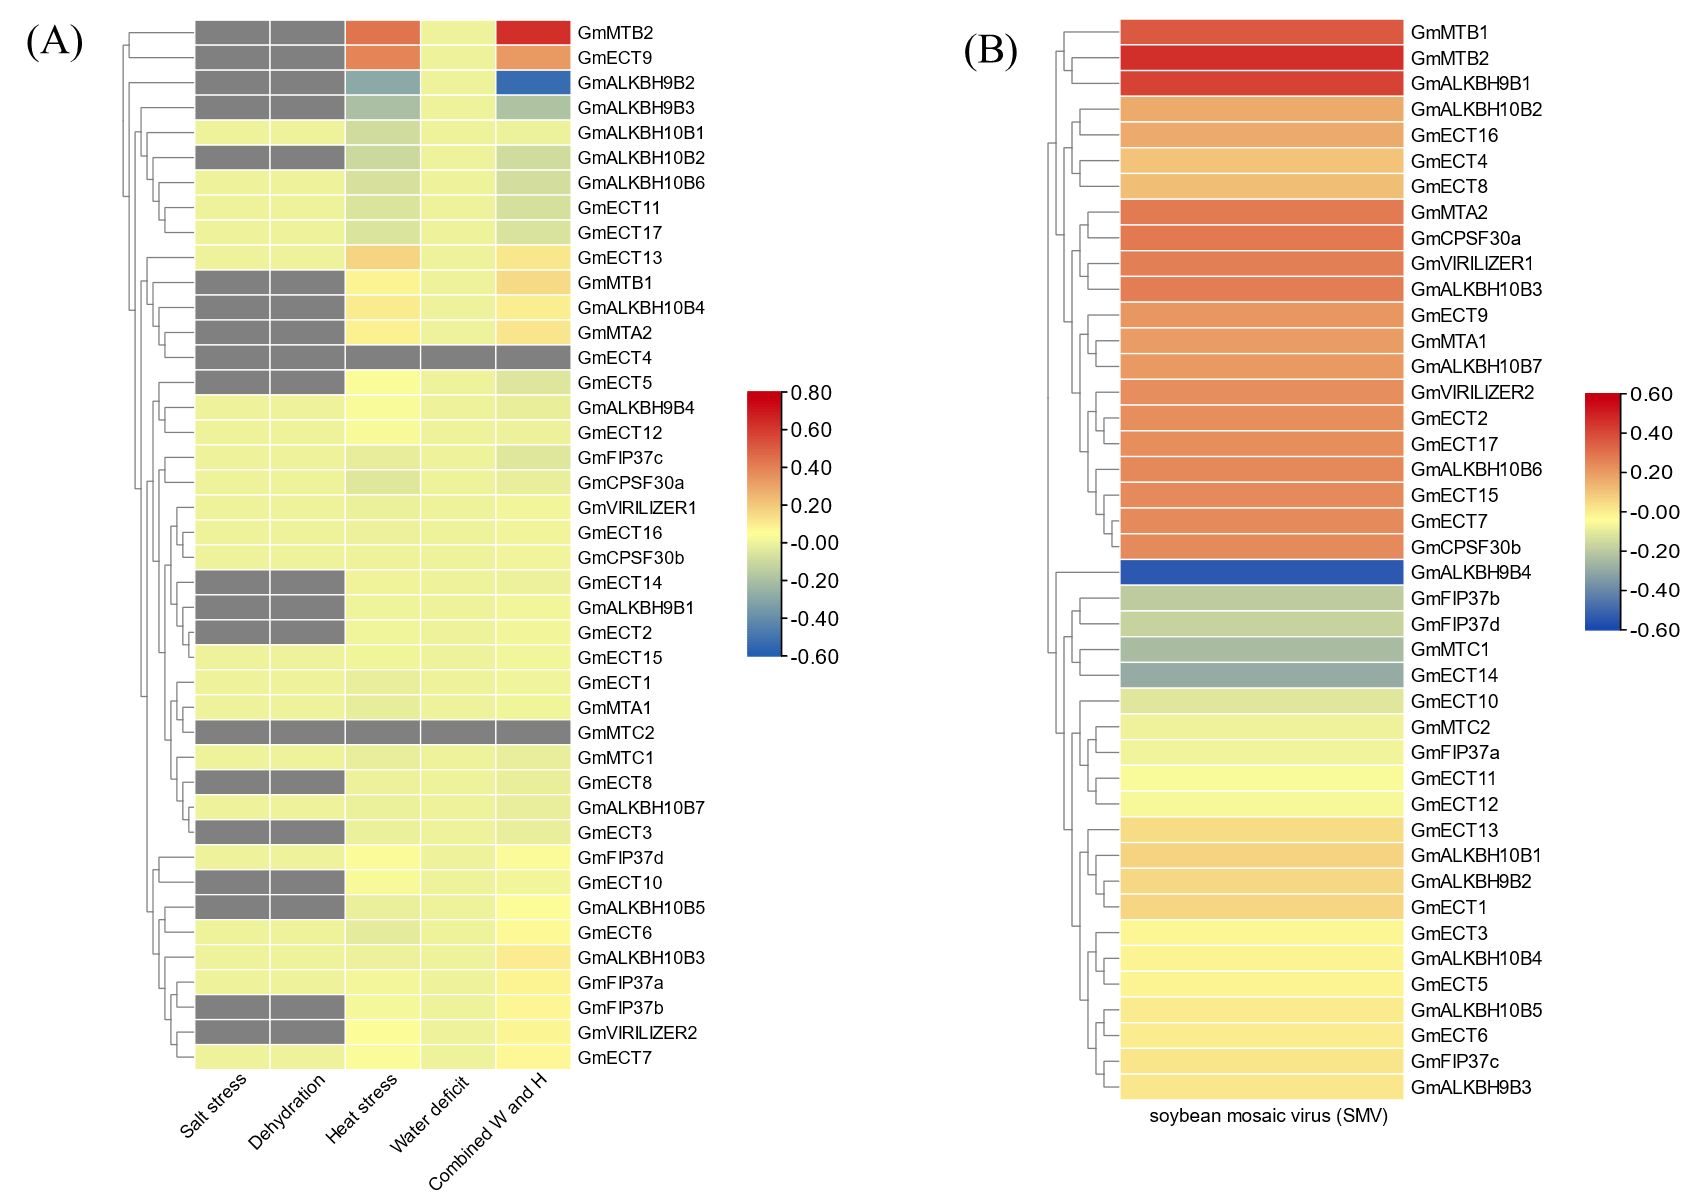 (A)
GmMTB2
GmECT9
GmALKBH9B2
GmALKBH9B3
GmALKBH10B1
GmALKBH10B2
GmALKBH10B6
GmECT11
GmECT17
GmECT13
GmMTB1
GmALKBH10B4
GmMTA2
GmECT4
GmECT5
GmALKBH9B4
GmECT12
GmFIP37c
GmCPSF30a
GmVIRILIZER1
GmECT16
GmCPSF30b
GmECT14
GmALKBH9B1
GmECT2
GmECT15
GmECT1
GmMTA1
GmMTC2
GmMTC1
GmECT8
GmALKBH10B7
GmECT3
GmFIP37d
GmECT10
GmALKBH10B5
GmECT6
GmALKBH10B3
GmFIP37a
GmFIP37b
GmVIRILIZER2
GmECT7
Salt stress
Dehydration
Heat stress
Water deficit
Combined W and H
0.80
0.60
0.40
0.20
-0.00
-0.20
-0.40
-0.60
(B)
GmMTB1
GmMTB2
GmALKBH9B1
GmALKBH10B2
GmECT16
GmECT4
GmECT8
GmMTA2
GmCPSF30a
GmVIRILIZER1
GmALKBH10B3
GmECT9
GmMTA1
GmALKBH10B7
GmVIRILIZER2
GmECT2
GmECT17
GmALKBH10B6
GmECT15
GmECT7
GmCPSF30b
GmALKBH9B4
GmFIP37b
GmFIP37d
GmMTC1
GmECT14
GmECT10
GmMTC2
GmFIP37a
GmECT11
GmECT12
GmECT13
GmALKBH10B1
GmALKBH9B2
GmECT1
GmECT3
GmALKBH10B4
GmECT5
GmALKBH10B5
GmECT6
GmFIP37c
GmALKBH9B3
soybean mosaic virus (SMV)
0.60
0.40
0.20
-0.00
-0.20
-0.40
-0.60